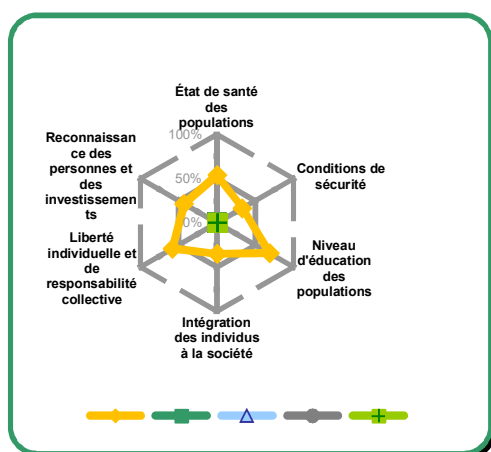 État de santé
des
populations
100%
50%
0%
Conditions de
sécurité
Niveau
d'éducation
des
populations
Intégration
des individus
à la société
Liberté
individuelle et
de
responsabilité
collective
Reconnaissan
ce des
personnes et
des
investissemen
ts